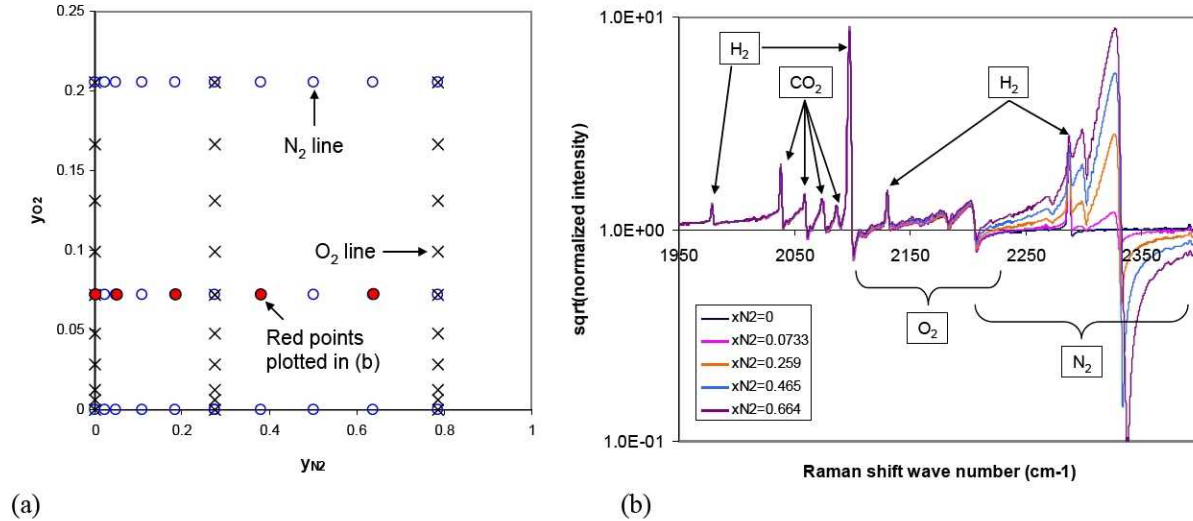 0.25
0.2
0.15
0.1
0.05
0
yO2
N2 line
O2 line
Red points
plotted in (b)
0 0.2 0.4 0.6 0.8 1
yN2
(a)
1.0E+01
1.0E+00
1.0E-01
sqrt(normalized intensity)
H2
CO2
H2
1950 2050 2150 2250 2350
O2
N2
xN2=0
xN2=0.0733
xN2=0.259
xN2=0.465
xN2=0.664
Raman shift wave number (cm-1)
(b)